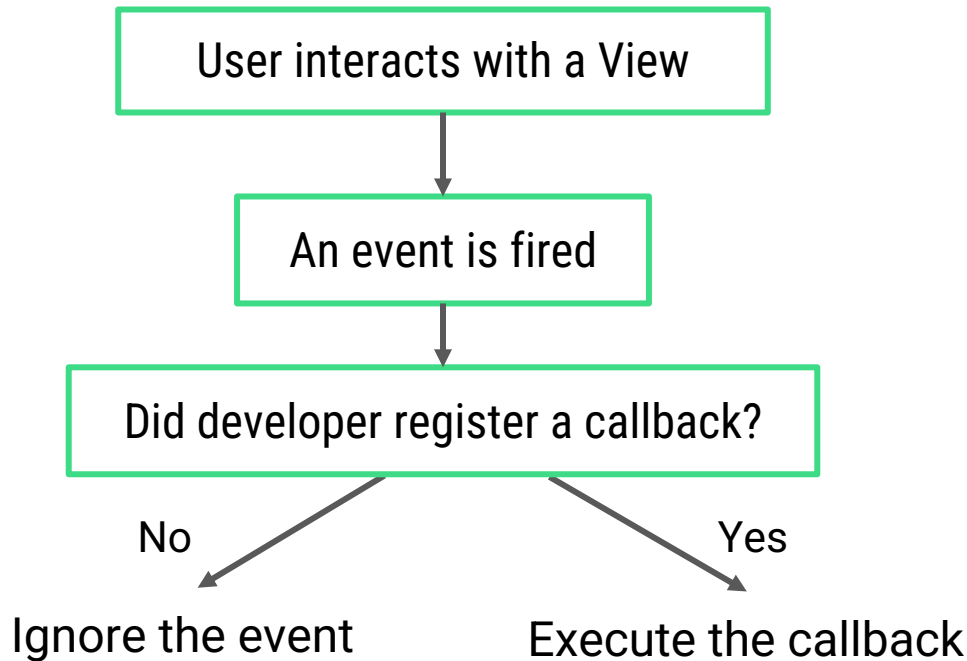 User interacts with a View
An event is fired
Did developer register a callback?
No
Yes
Ignore the event
Execute the callback